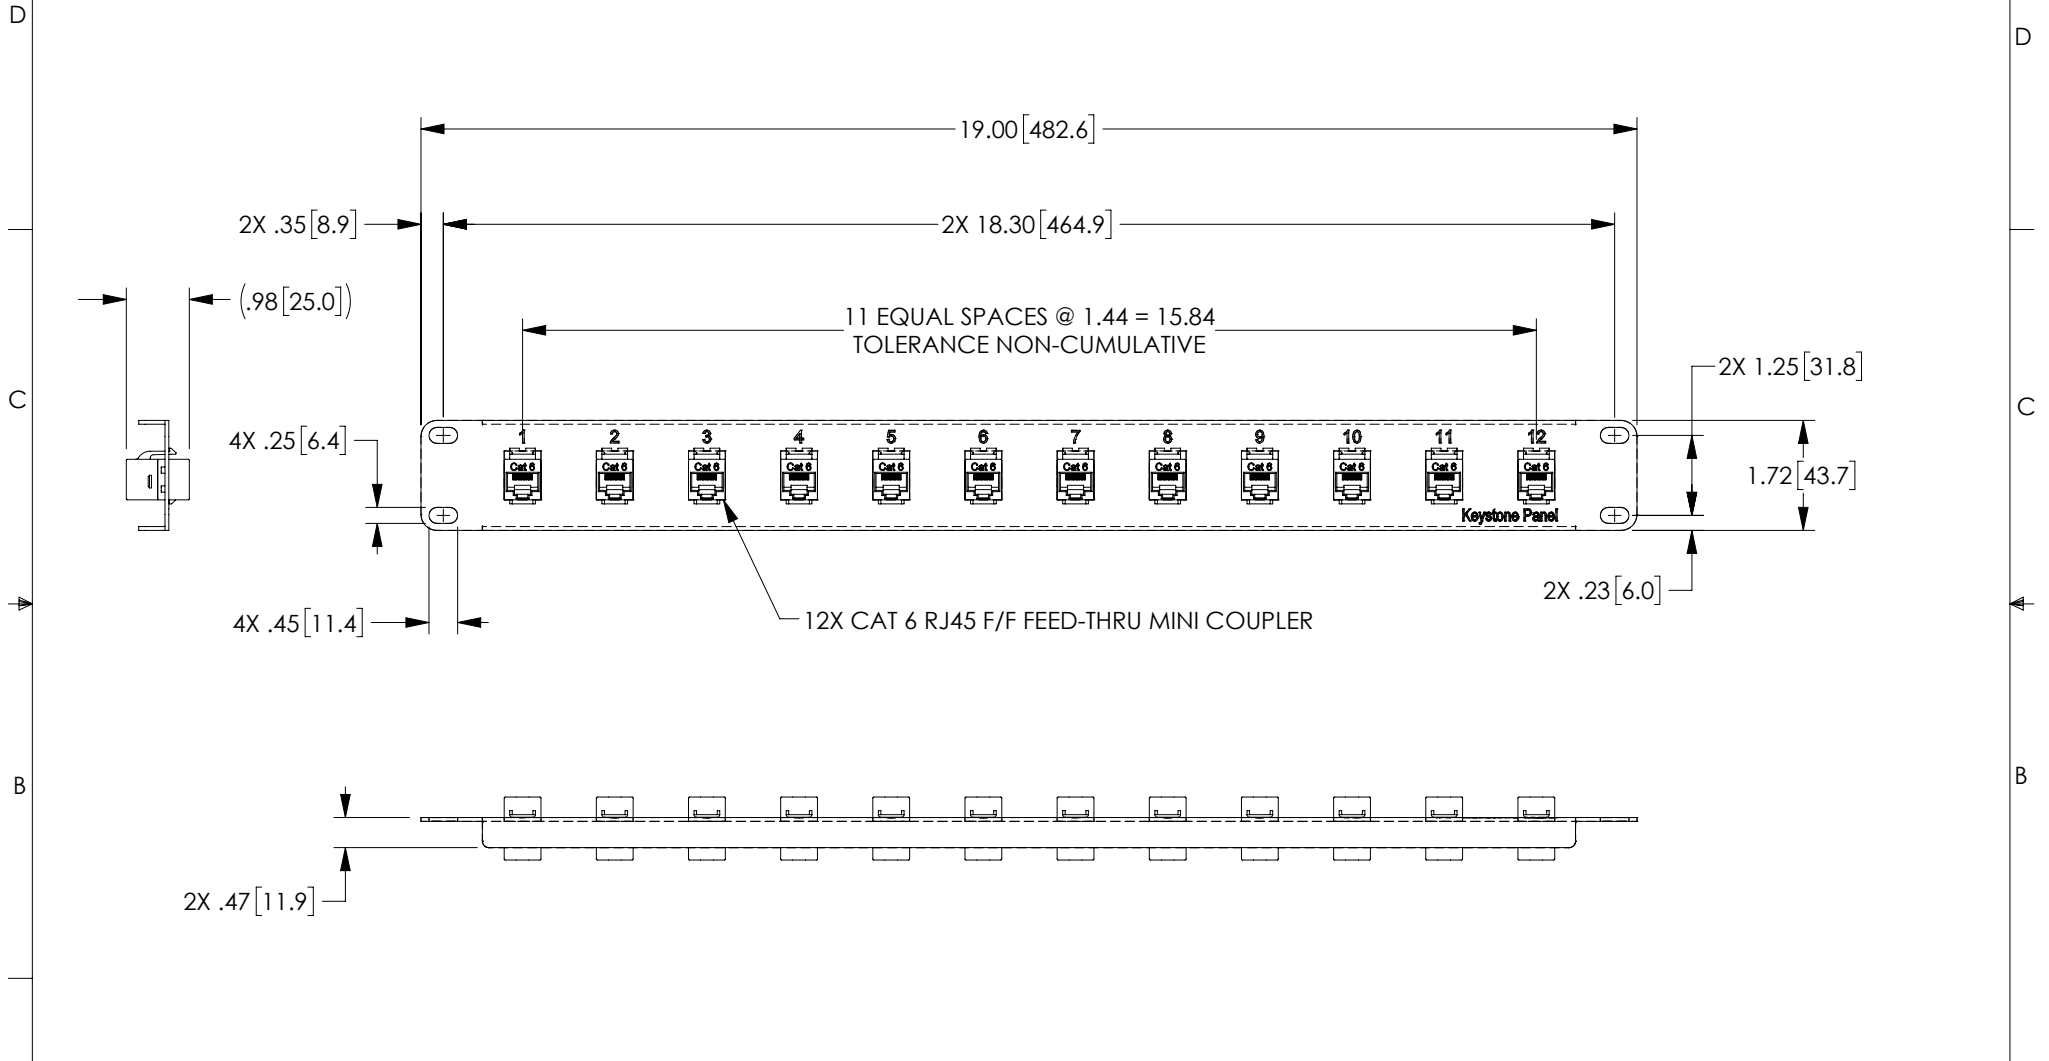 D
D
19.00[482.6]
2X .35[8.9]
2X 18.30[464.9]
(.98[25.0])
11 EQUAL SPACES @ 1.44 = 15.84
TOLERANCE NON-CUMULATIVE
2X 1.25[31.8]
C
C
4X .25[6.4]
1 2 3 4 5 6 7 8 9 10 11 12
Cat 6 Cat 6 Cat 6 Cat 6 Cat 6 Cat 6 Cat 6 Cat 6 Cat 6 Cat 6 Cat 6 Cat 6
1.72[43.7]
Keystone Panel
2X .23[6.0]
4X .45[11.4]
12X CAT 6 RJ45 F/F FEED-THRU MINI COUPLER
B
B
2X .47[11.9]